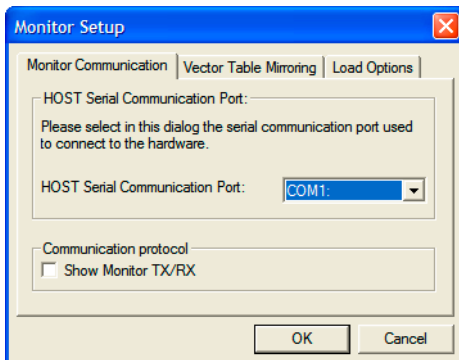 Monitor Setup
Monitor Communication Vector Table Mirroring Load Options
HOST Serial Communication Port:
Please select in this dialog the serial communication port used
to connect to the hardware.
HOST Serial Communication Port: COM1:
Communication protocol
Show Monitor TX/RX
OK Cancel